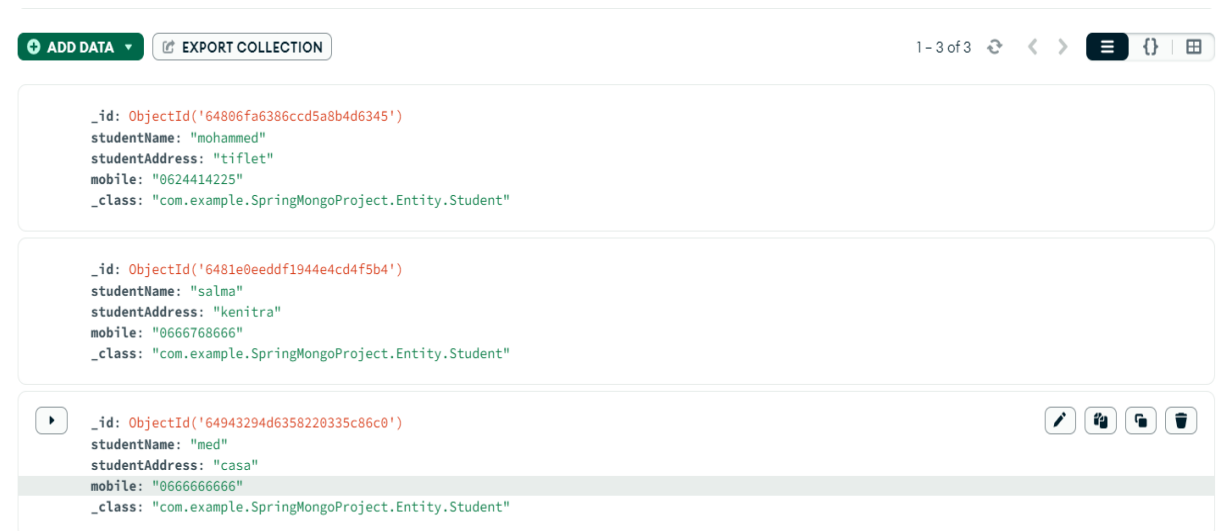 ADD DATA
EXPORT COLLECTION
1 – 3 of 3
{}
_id: ObjectId('64806fa6386ccd5a8b4d6345')
studentName: "mohammed"
studentAddress: "tiflet"
mobile: "0624414225"
_class: "com.example.SpringMongoProject.Entity.Student"
_id: ObjectId('6481e0eeddf1944e4cd4f5b4')
studentName: "salma"
studentAddress: "kenitra"
mobile: "0666768666"
_class: "com.example.SpringMongoProject.Entity.Student"
_id: ObjectId('64943294d6358220335c86c0')
studentName: "med"
studentAddress: "casa"
mobile: "0666666666"
_class: "com.example.SpringMongoProject.Entity.Student"